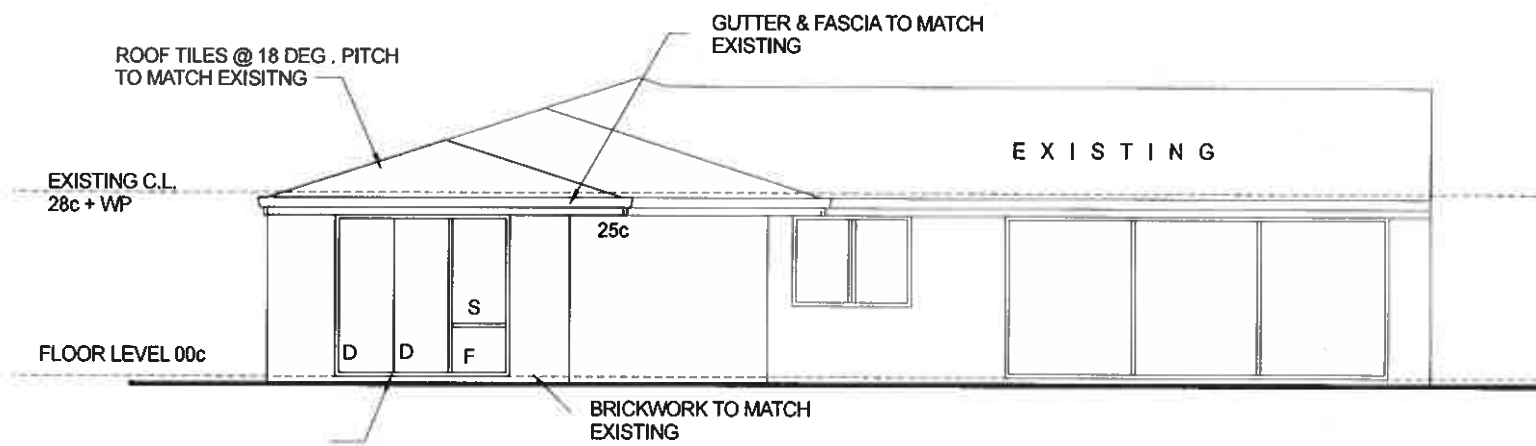 GUTTER & FASCIA TO MATCH
EXISTING
ROOF TILES @ 18 DEG . PITCH
TO MATCH EXISITNG
E X I S T I N G
EXISTING C.L.
28c + WP
25c
S
FLOOR LEVEL 00c
D D F
BRICKWORK TO MATCH
EXISTING